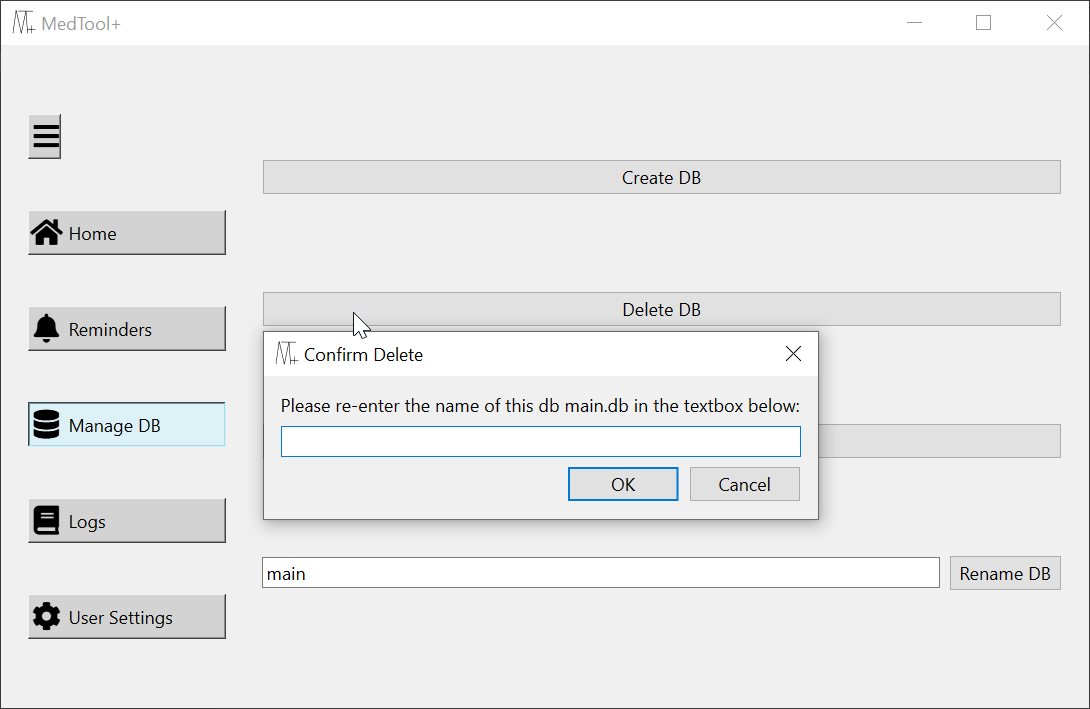 MedTool+
Create DB
Home
Delete DB
Reminders
Confirm Delete
Please re-enter the name of this db main.db in the textbox below:
Manage DB
OK Cancel
Logs
main Rename DB
User Settings